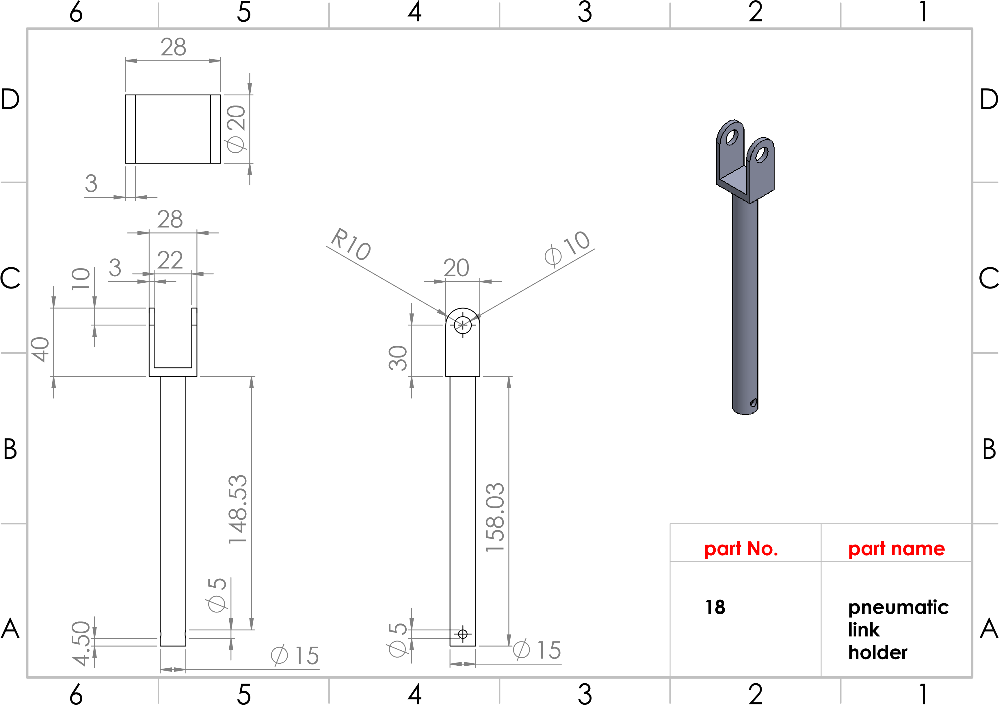 6 5 4 3 2 1
D D
28
⌀20
3
28
22
3
10
40
R10
⌀10
20
30
C C
B B
148.53
158.03
⌀5
4.50
⌀15
⌀5
⌀15
part No. part name
18 pneumatic
link
holder
A A
6 5 4 3 2 1